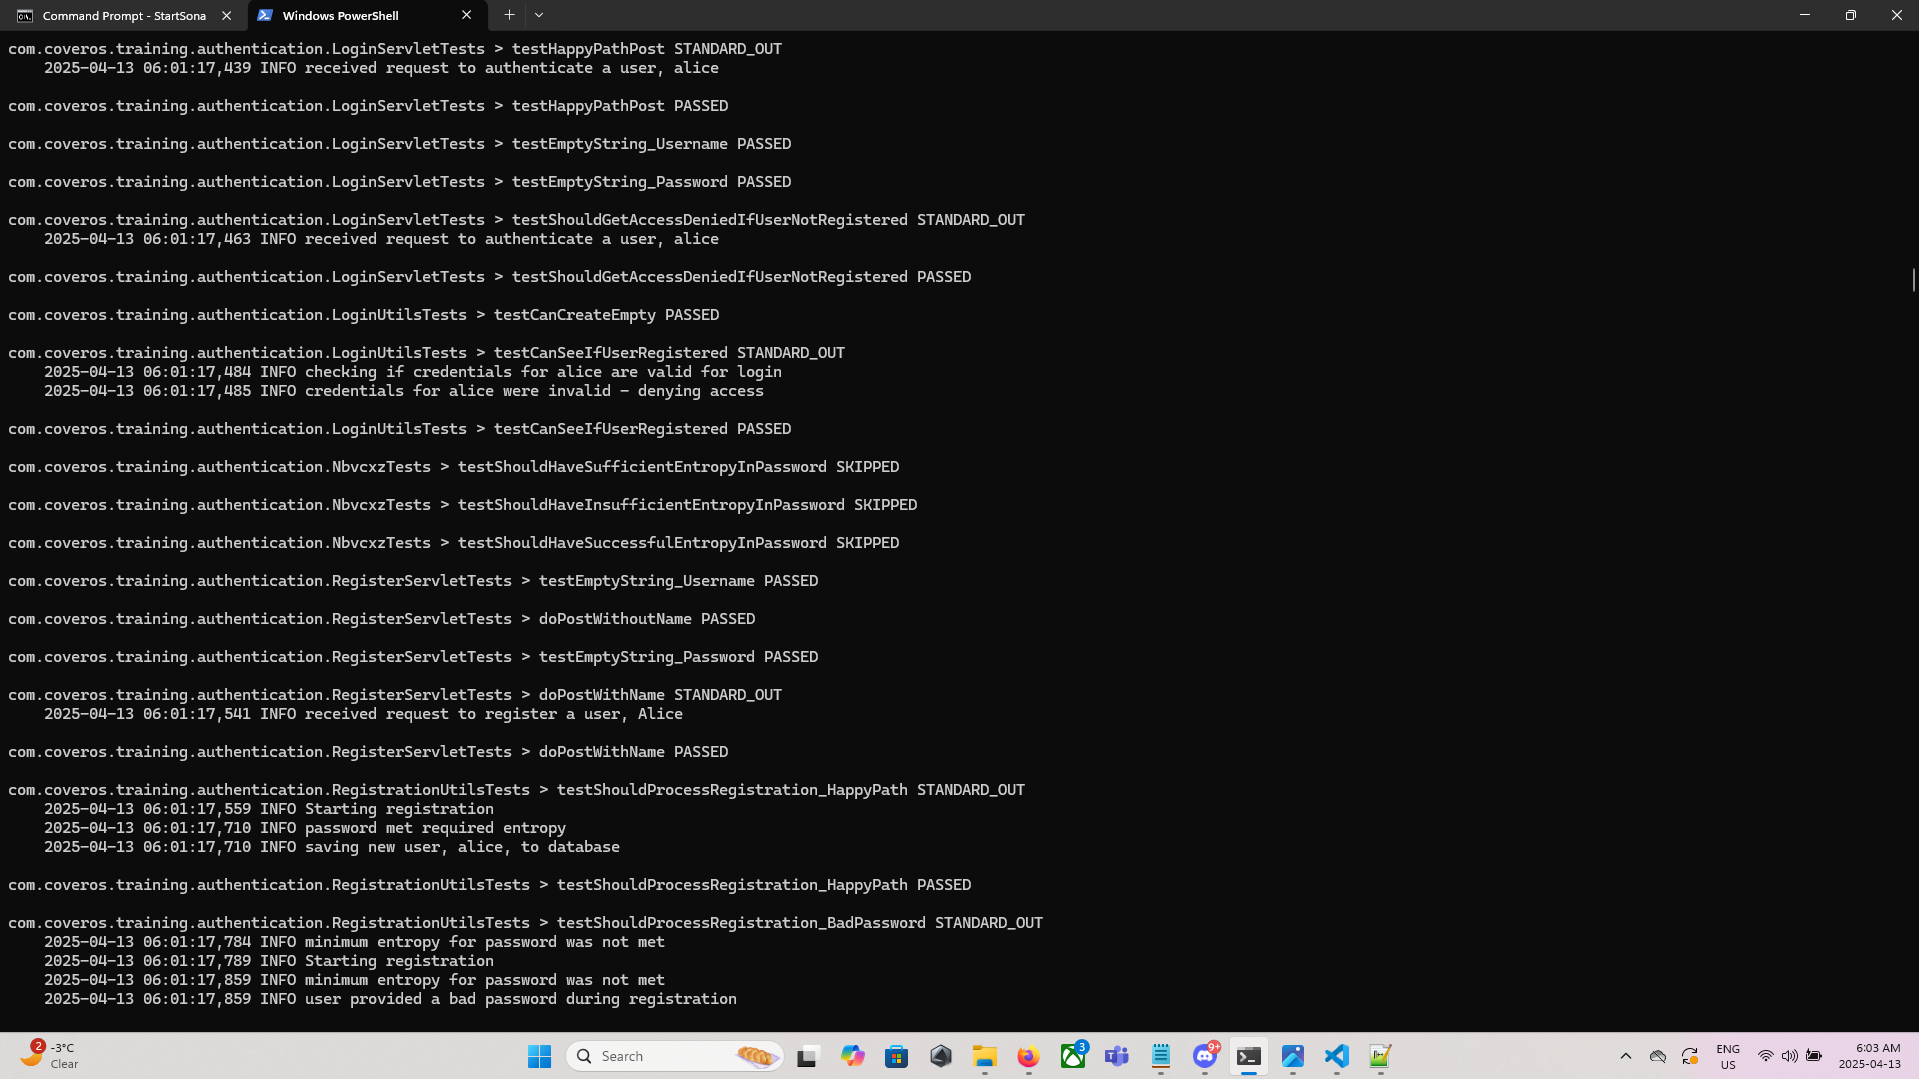 Command Prompt - StartSona
Windows PowerShell
com.coveros.training.authentication.LoginServletTests > testHappyPathPost STANDARD_OUT
2025-04-13 06:01:17,439 INFO received request to authenticate a user, alice
com.coveros.training.authentication.LoginServletTests > testHappyPathPost PASSED
com.coveros.training.authentication.LoginServletTests > testEmptyString_Username PASSED
com.coveros.training.authentication.LoginServletTests > testEmptyString_Password PASSED
com.coveros.training.authentication.LoginServletTests > testShouldGetAccessDeniedIfUserNotRegistered STANDARD_OUT
2025-04-13 06:01:17,463 INFO received request to authenticate a user, alice
com.coveros.training.authentication.LoginServletTests > testShouldGetAccessDeniedIfUserNotRegistered PASSED
com.coveros.training.authentication.LoginUtilsTests > testCanCreateEmpty PASSED
com.coveros.training.authentication.LoginUtilsTests > testCanSeeIfUserRegistered STANDARD_OUT
2025-04-13 06:01:17,484 INFO checking if credentials for alice are valid for login
2025-04-13 06:01:17,485 INFO credentials for alice were invalid - denying access
com.coveros.training.authentication.LoginUtilsTests > testCanSeeIfUserRegistered PASSED
com.coveros.training.authentication.NbvcxzTests > testShouldHaveSufficientEntropyInPassword SKIPPED
com.coveros.training.authentication.NbvcxzTests > testShouldHaveInsufficientEntropyInPassword SKIPPED
com.coveros.training.authentication.NbvcxzTests > testShouldHaveSuccessfulEntropyInPassword SKIPPED
com.coveros.training.authentication.RegisterServletTests > testEmptyString_Username PASSED
com.coveros.training.authentication.RegisterServletTests > doPostWithoutName PASSED
com.coveros.training.authentication.RegisterServletTests > testEmptyString_Password PASSED
com.coveros.training.authentication.RegisterServletTests > doPostWithName STANDARD_OUT
2025-04-13 06:01:17,541 INFO received request to register a user, Alice
com.coveros.training.authentication.RegisterServletTests > doPostWithName PASSED
com.coveros.training.authentication.RegistrationUtilsTests > testShouldProcessRegistration_HappyPath STANDARD_OUT
2025-04-13 06:01:17,559 INFO Starting registration
2025-04-13 06:01:17,710 INFO password met required entropy
2025-04-13 06:01:17,710 INFO saving new user, alice, to database
com.coveros.training.authentication.RegistrationUtilsTests > testShouldProcessRegistration_HappyPath PASSED
com.coveros.training.authentication.RegistrationUtilsTests > testShouldProcessRegistration_BadPassword STANDARD_OUT
2025-04-13 06:01:17,784 INFO minimum entropy for password was not met
2025-04-13 06:01:17,789 INFO Starting registration
2025-04-13 06:01:17,859 INFO minimum entropy for password was not met
2025-04-13 06:01:17,859 INFO user provided a bad password during registration
2
-3°C
Clear
Search
3
9+
ENG
US
6:03 AM
2025-04-13